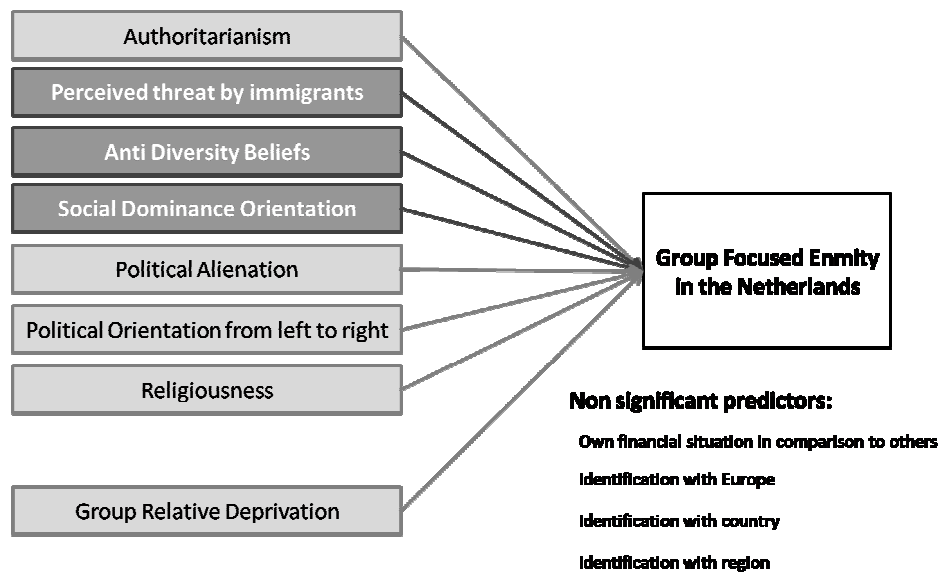 Authoritarianism
Perceived threat by immigrants
Anti Diversity Beliefs
Social Dominance Orientation
Political Alienation
Political Orientation from left to right
Religiousness
Group Relative Deprivation
Group Focused Enmity
in the Netherlands
Non significant predictors:
Own financial situation in comparison to others
Identification with Europe
Identification with country
Identification with region